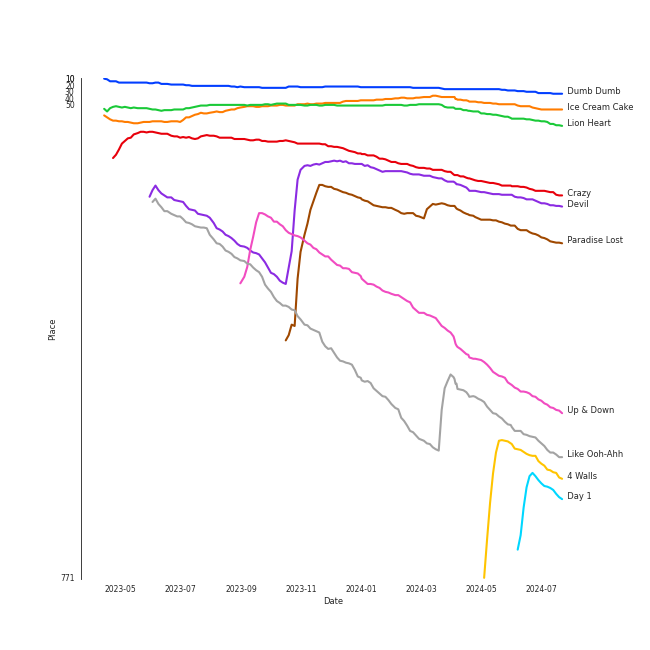 10
20
30
40
50
771
Place
Dumb Dumb
Ice Cream Cake
Lion Heart
Crazy
Devil
Paradise Lost
Up & Down
Like Ooh-Ahh
4 Walls
Day 1
2023-05
2023-07
2023-09
2023-11
2024-01
2024-03
2024-05
2024-07
Date